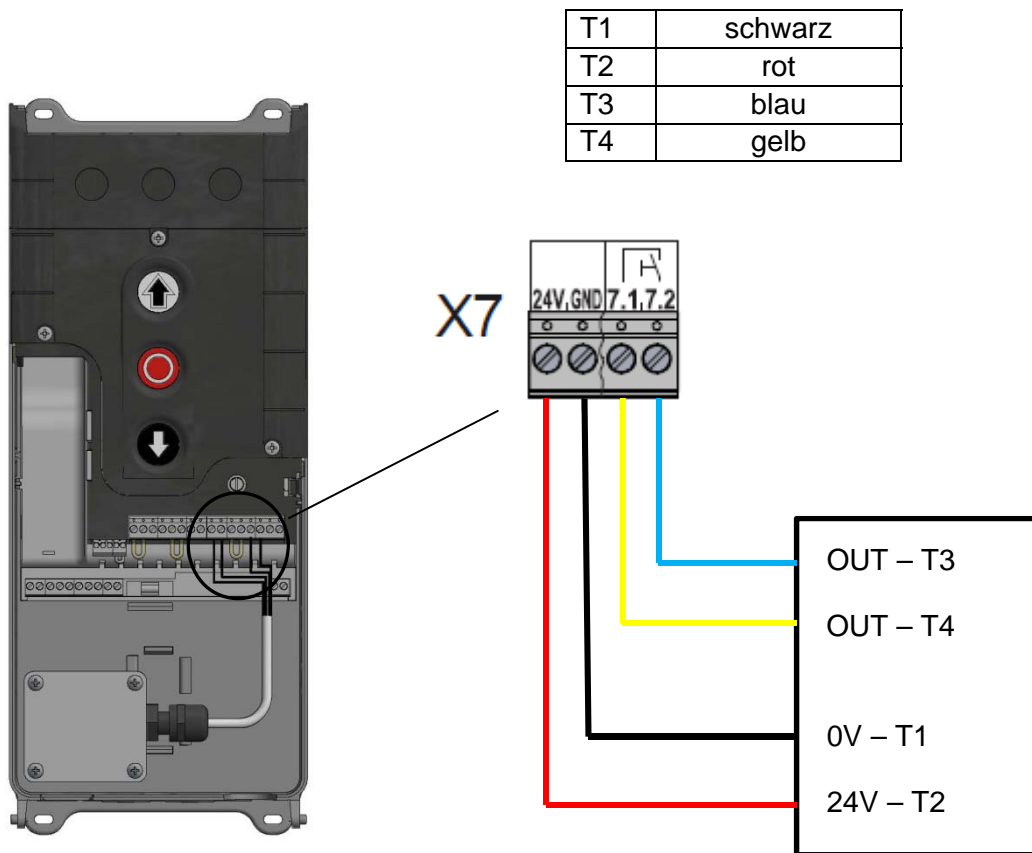 T1 schwarz
T2 rot
T3 blau
T4 gelb
X7
24V GND 7.1 7.2
OUT – T3
OUT – T4
0V – T1
24V – T2